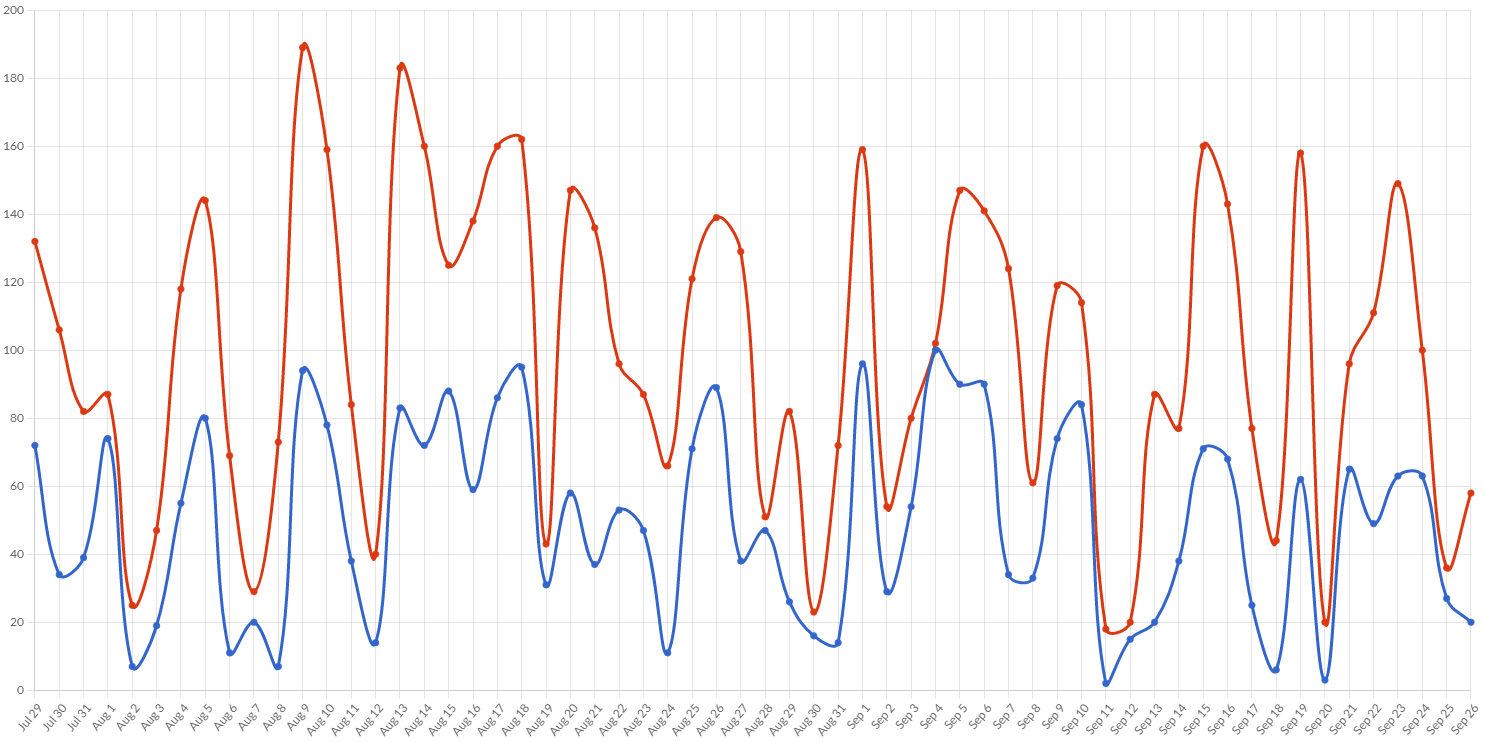 200
180
160
140
120
100
80
60
40
20
0
Jul 29
Jul 30
Jul 31
Aug 1
Aug 2
Aug 3
Aug 4
Aug 5
Aug 6
Aug 7
Aug 8
Aug 9
Aug 10
Aug 11
Aug 12
Aug 13
Aug 14
Aug 15
Aug 16
Aug 17
Aug 18
Aug 19
Aug 20
Aug 21
Aug 22
Aug 23
Aug 24
Aug 25
Aug 26
Aug 27
Aug 28
Aug 29
Aug 30
Aug 31
Sep 1
Sep 2
Sep 3
Sep 4
Sep 5
Sep 6
Sep 7
Sep 8
Sep 9
Sep 10
Sep 11
Sep 12
Sep 13
Sep 14
Sep 15
Sep 16
Sep 17
Sep 18
Sep 19
Sep 20
Sep 21
Sep 22
Sep 23
Sep 24
Sep 25
Sep 26